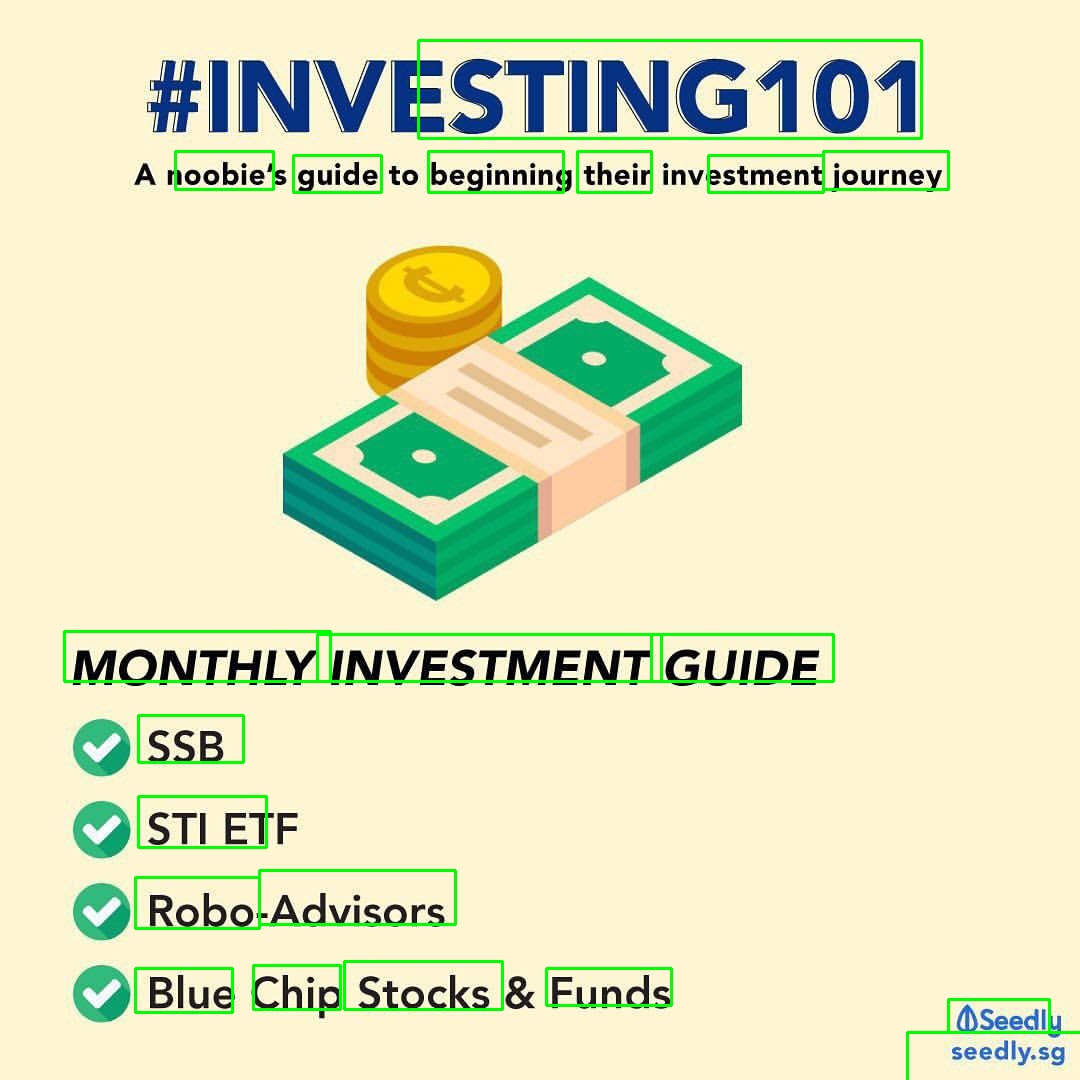 #INVESTING101
A noobie's guide to beginning their investment journey
MONTHLY INVESTMENT GUIDE
SSB
STI ETF
Robo-Advisors
Blue Chip Stocks & Funds
Seedly
seedly.sg